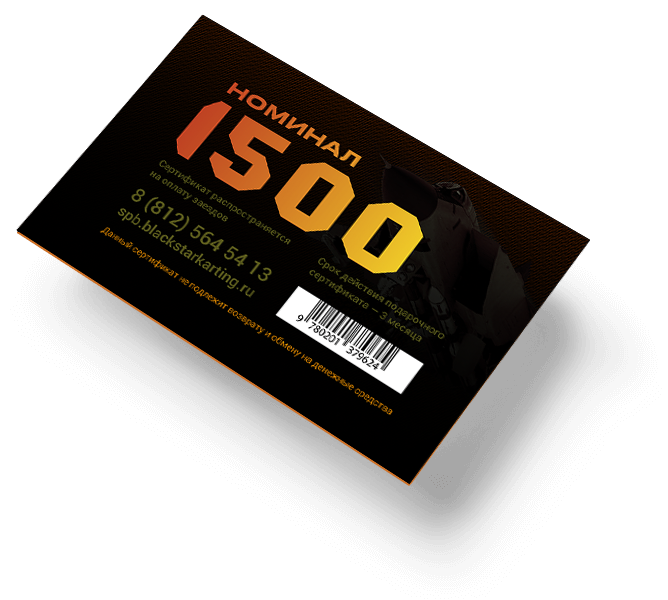 НОМИНАЛ
1500
Сертификат распространяется
на оплату заездов
8 (812) 564 54 13
spb.blackstarkarting.ru
Срок действия подарочного
сертификата — 3 месяца
9 780201 379624
Данный сертификат не подлежит возврату и обмену на денежные средства